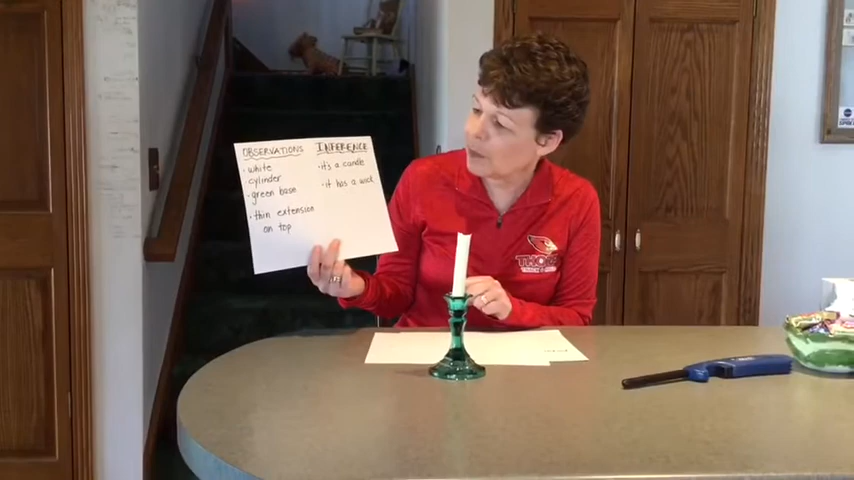 OBSERVATIONS
· white
cylinder
· green base
· thin extension
on top
INFERENCE
· it's a candle
· it has a wick